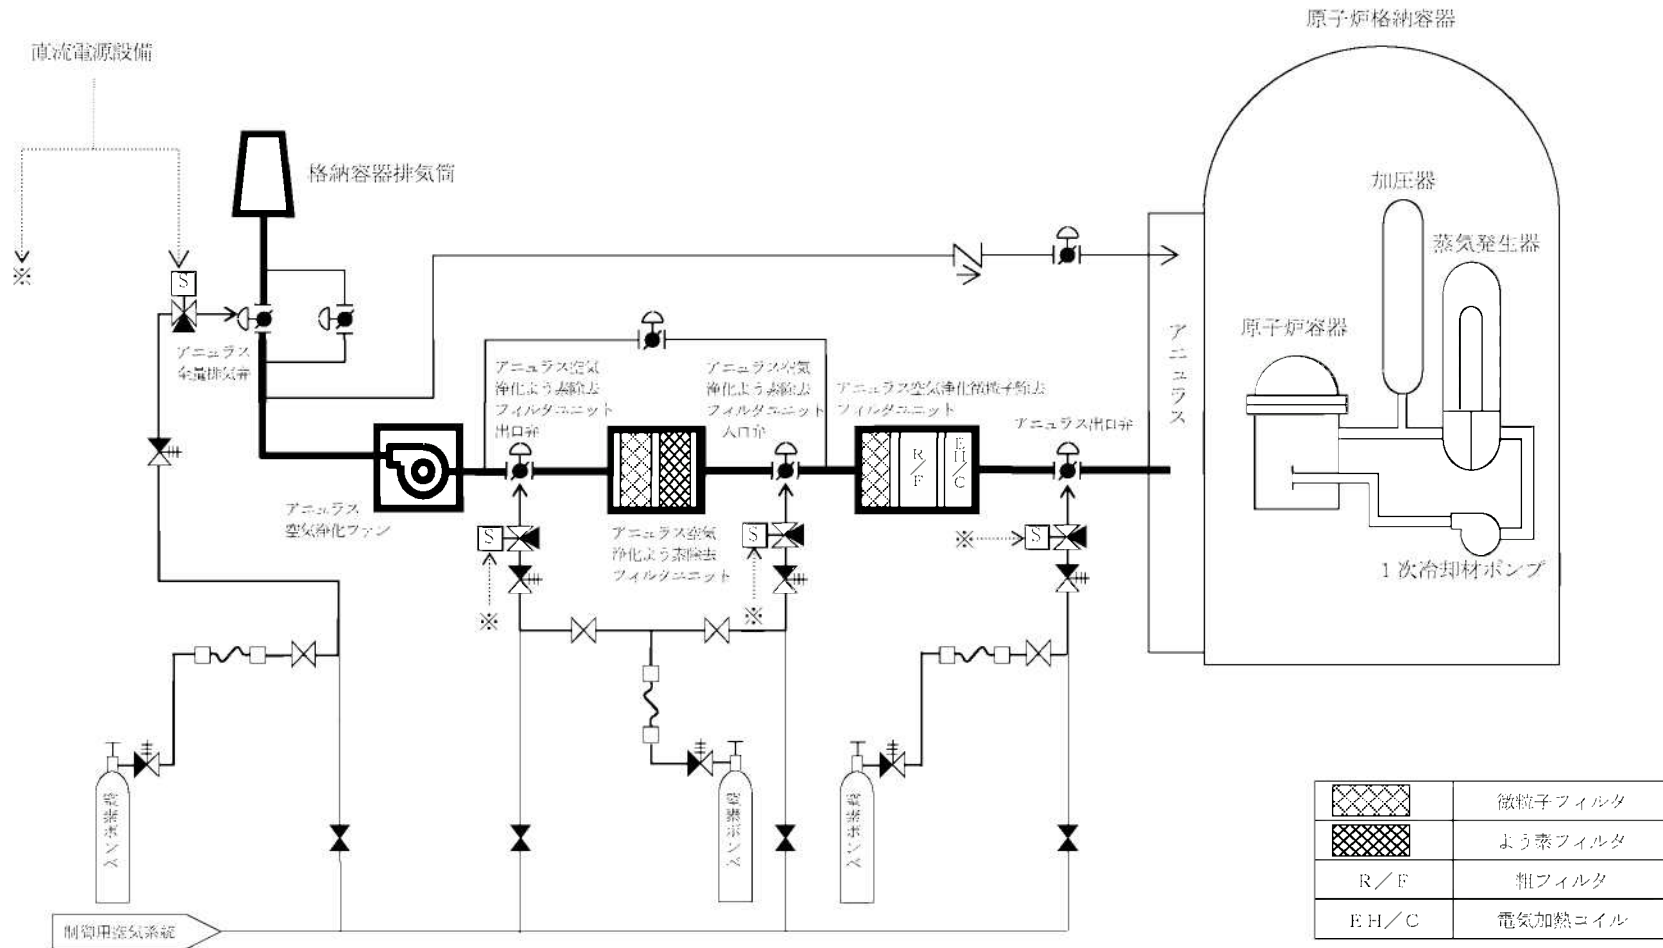 原子炉格納容器
直流電源設備
格納容器排気筒
加圧器
蒸気発生器
※
S
原子炉容器
アニュラス
アニュラス
全量排気弁
アニュラス空気
浄化よう素除去
フィルタユニット
出口弁
アニュラス空気
浄化よう素除去
フィルタユニット
入口弁
アニュラス空気浄化微粒子除去
フィルタユニット
アニュラス出口弁
R/F
EH/C
アニュラス
空気浄化ファン
S
アニュラス空気
浄化よう素除去
フィルタユニット
S
※
S
1次冷却材ポンプ
※
※
窒素ボンベ
窒素ボンベ
窒素ボンベ
微粒子フィルタ
よう素フィルタ
R/F
粗フィルタ
EH/C
電気加熱コイル
制御用空気系統